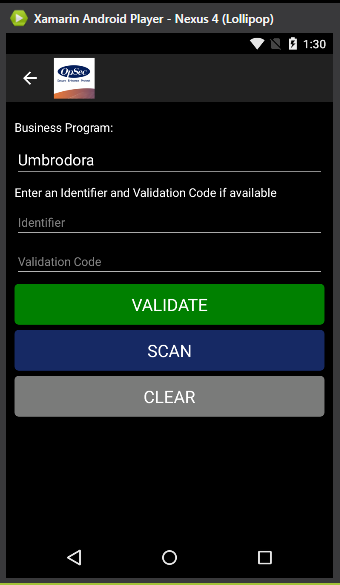 Xamarin Android Player - Nexus 4 (Lollipop)
1:30
OpSec
Business Program:
Umbrodora
Enter an Identifier and Validation Code if available
Identifier
Validation Code
VALIDATE
SCAN
CLEAR